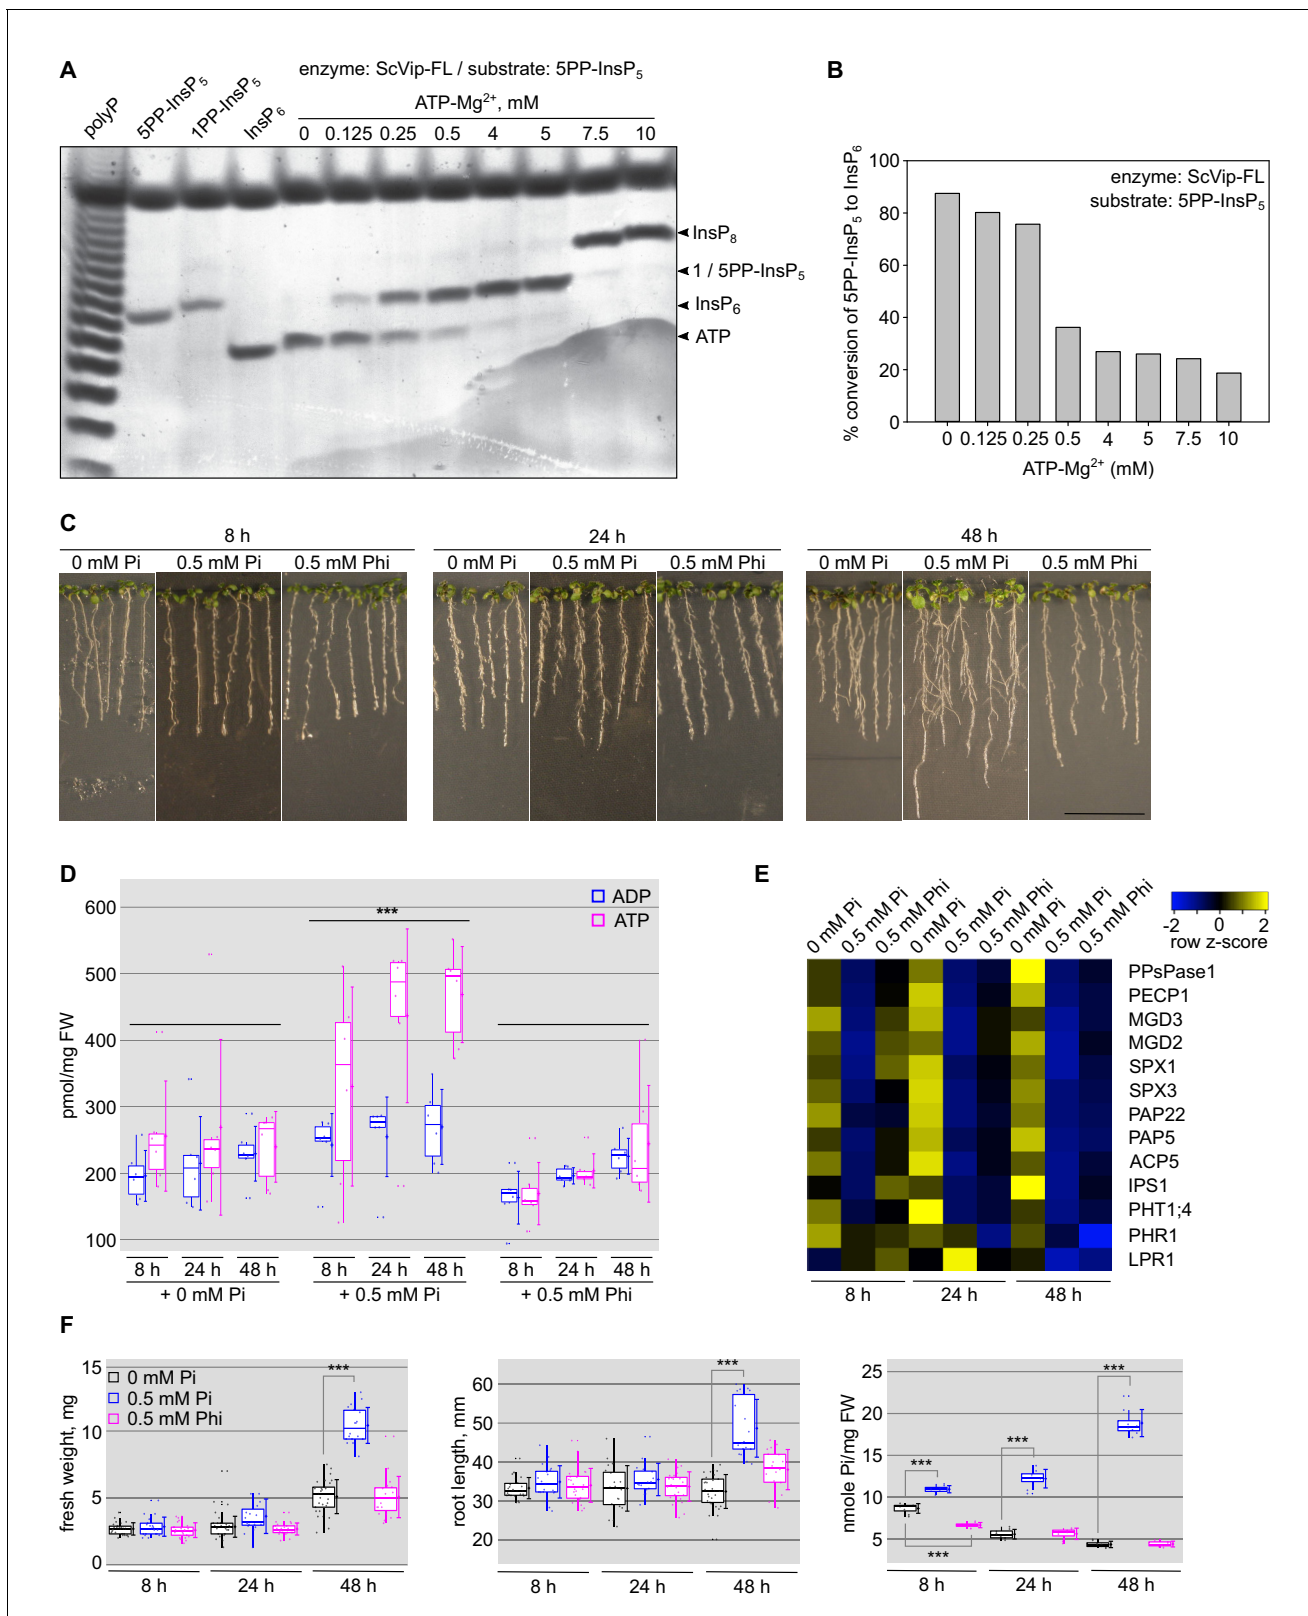 A
enzyme: ScVip-FL / substrate: 5PP-InsP5
ATP-Mg2+, mM
polyP 5PP-InsP5 1PP-InsP5 InsP6 0 0.125 0.25 0.5 4 5 7.5 10
InsP8
1 / 5PP-InsP5
InsP6
ATP
B
enzyme: ScVip-FL
substrate: 5PP-InsP5
% conversion of 5PP-InsP5 to InsP6
100
80
60
40
20
0
0 0.125 0.25 0.5 4 5 7.5 10
ATP-Mg2+ (mM)
C
8 h 24 h 48 h
0 mM Pi 0.5 mM Pi 0.5 mM Phi 0 mM Pi 0.5 mM Pi 0.5 mM Phi 0 mM Pi 0.5 mM Pi 0.5 mM Phi
D
ADP
ATP
***
pmol/mg FW
600
500
400
300
200
100
8 h 24 h 48 h 8 h 24 h 48 h 8 h 24 h 48 h
+ 0 mM Pi + 0.5 mM Pi + 0.5 mM Phi
E
0 mM Pi 0.5 mM Pi 0.5 mM Phi 0 mM Pi 0.5 mM Pi 0.5 mM Phi 0 mM Pi 0.5 mM Pi 0.5 mM Phi
-2 0 2
row z-score
PPsPase1
PECP1
MGD3
MGD2
SPX1
SPX3
PAP22
PAP5
ACP5
IPS1
PHT1;4
PHR1
LPR1
8 h 24 h 48 h
F
fresh weight, mg
15
10
5
0
0 mM Pi
0.5 mM Pi
0.5 mM Phi
***
8 h 24 h 48 h
root length, mm
60
50
40
30
20
***
8 h 24 h 48 h
nmole Pi/mg FW
25
20
15
10
5
***
***
***
***
8 h 24 h 48 h